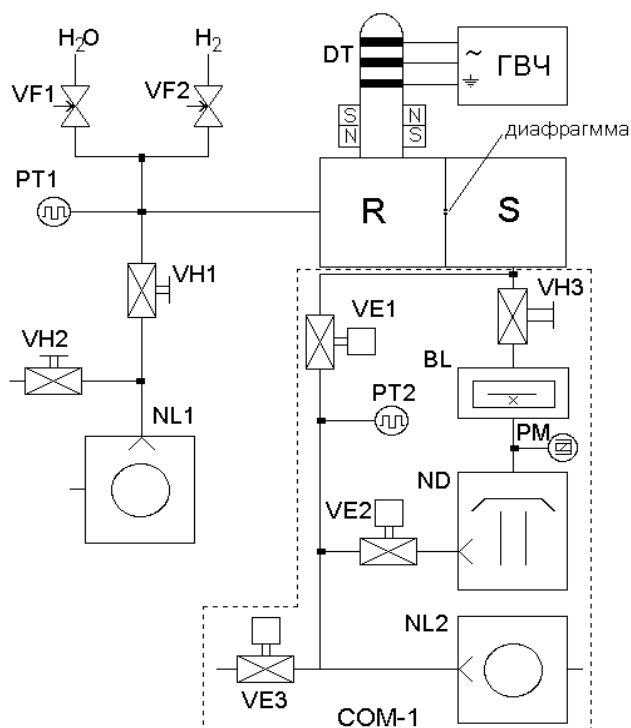 H2O
H2
DT
~
ГВЧ
VF1
VF2
S
N
N
S
диафрагмма
PT1
R
S
VH1
VE1
VH3
VH2
BL
PT2
PM
NL1
ND
VE2
NL2
VE3
COM-1